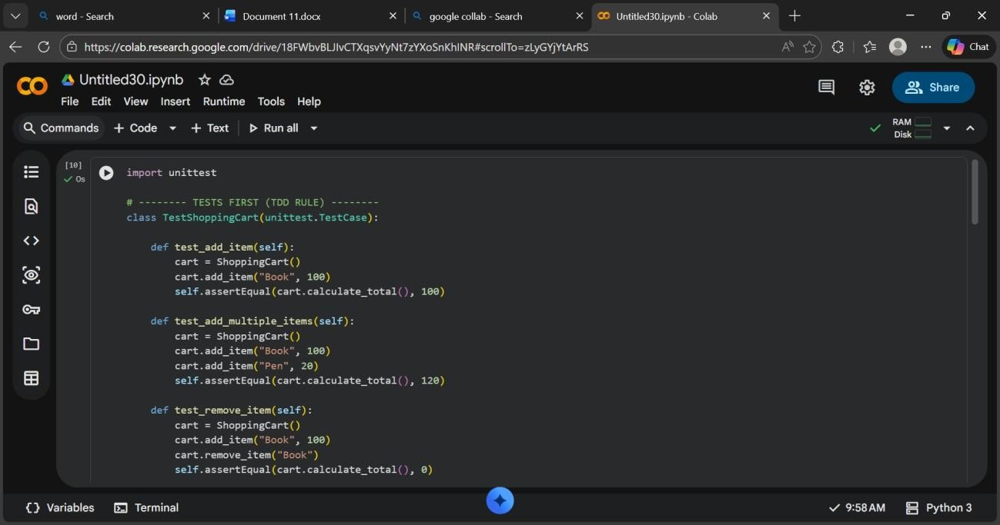 word - Search
Document 11.docx
google collab - Search
Untitled30.ipynb - Colab
https://colab.research.google.com/drive/18FWbvBLJIvCTXqsvYyNt7zYXoSnKhINR#scrollTo=zLyGYjYtArRS
Chat
Untitled30.ipynb
File Edit View Insert Runtime Tools Help
Share
Commands + Code + Text Run all
RAM
Disk
[10]
0s
import unittest
# -------- TESTS FIRST (TDD RULE) --------
class TestShoppingCart(unittest.TestCase):
def test_add_item(self):
cart = ShoppingCart()
cart.add_item("Book", 100)
self.assertEqual(cart.calculate_total(), 100)
def test_add_multiple_items(self):
cart = ShoppingCart()
cart.add_item("Book", 100)
cart.add_item("Pen", 20)
self.assertEqual(cart.calculate_total(), 120)
def test_remove_item(self):
cart = ShoppingCart()
cart.add_item("Book", 100)
cart.remove_item("Book")
self.assertEqual(cart.calculate_total(), 0)
Variables Terminal
9:58 AM Python 3